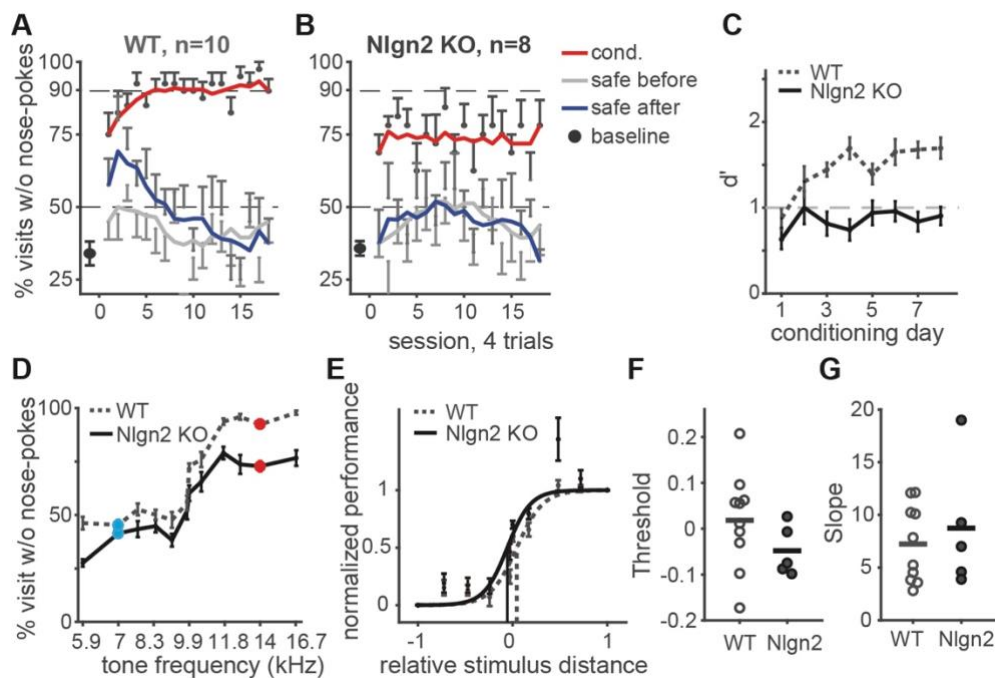 A
WT, n=10
% visits w/o nose-pokes
100
90
75
50
25
0
5
10
15
B
Nlgn2 KO, n=8
cond.
safe before
safe after
baseline
100
90
75
50
25
0
5
10
15
session, 4 trials
C
WT
Nlgn2 KO
d'
2
1
0
1
3
5
7
conditioning day
D
WT
Nlgn2 KO
% visit w/o nose-pokes
100
50
0
5.9
7
8.3
9.9
11.8
14
16.7
tone frequency (kHz)
E
WT
Nlgn2 KO
normalized performance
1
0.5
0
-1
0
1
relative stimulus distance
F
Threshold
0.2
0.1
0
-0.1
-0.2
WT
Nlgn2
G
Slope
20
15
10
5
0
WT
Nlgn2